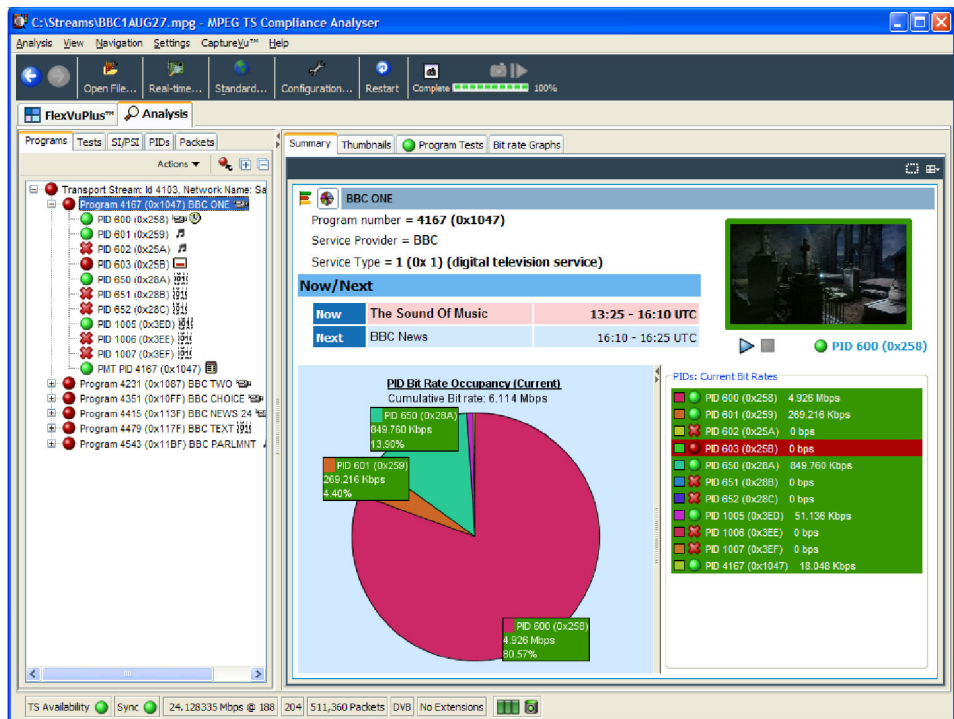 C:\Streams\BBC1AUG27.mpg - MPEG TS Compliance Analyser
Analysis View Navigation Settings CaptureVu™ Help
Open File... Real-time... Standard... Configuration... Restart Complete 100%
FlexVuPlus™ Analysis
Programs Tests SI/PSI PIDs Packets
Actions
Transport Stream: Id 4103, Network Name: Sa
Program 4167 (0x1047) BBC ONE
PID 600 (0x258)
PID 601 (0x259)
PID 602 (0x25A)
PID 603 (0x25B)
PID 650 (0x28A)
PID 651 (0x28B)
PID 652 (0x28C)
PID 1005 (0x3ED)
PID 1006 (0x3EE)
PID 1007 (0x3EF)
PMT PID 4167 (0x1047)
Program 4231 (0x1087) BBC TWO
Program 4351 (0x10FF) BBC CHOICE
Program 4415 (0x113F) BBC NEWS 24
Program 4479 (0x117F) BBC TEXT
Program 4543 (0x11BF) BBC PARLMNT
Summary Thumbnails Program Tests Bit rate Graphs
BBC ONE
Program number = 4167 (0x1047)
Service Provider = BBC
Service Type = 1 (0x 1) (digital television service)
Now/Next
Now The Sound Of Music 13:25 - 16:10 UTC
Next BBC News 16:10 - 16:25 UTC
PID 600 (0x258)
PID Bit Rate Occupancy (Current)
Cumulative Bit rate: 6.114 Mbps
PID 650 (0x28A)
849.760 Kbps
13.90%
PID 601 (0x259)
269.216 Kbps
4.40%
PID 600 (0x258)
4.926 Mbps
80.57%
PIDs: Current Bit Rates
PID 600 (0x258) 4.926 Mbps
PID 601 (0x259) 269.216 Kbps
PID 602 (0x25A) 0 bps
PID 603 (0x25B) 0 bps
PID 650 (0x28A) 849.760 Kbps
PID 651 (0x28B) 0 bps
PID 652 (0x28C) 0 bps
PID 1005 (0x3ED) 51.136 Kbps
PID 1006 (0x3EE) 0 bps
PID 1007 (0x3EF) 0 bps
PID 4167 (0x1047) 18.048 Kbps
TS Availability Sync 24.128335 Mbps @ 188 204 511,360 Packets DVB No Extensions